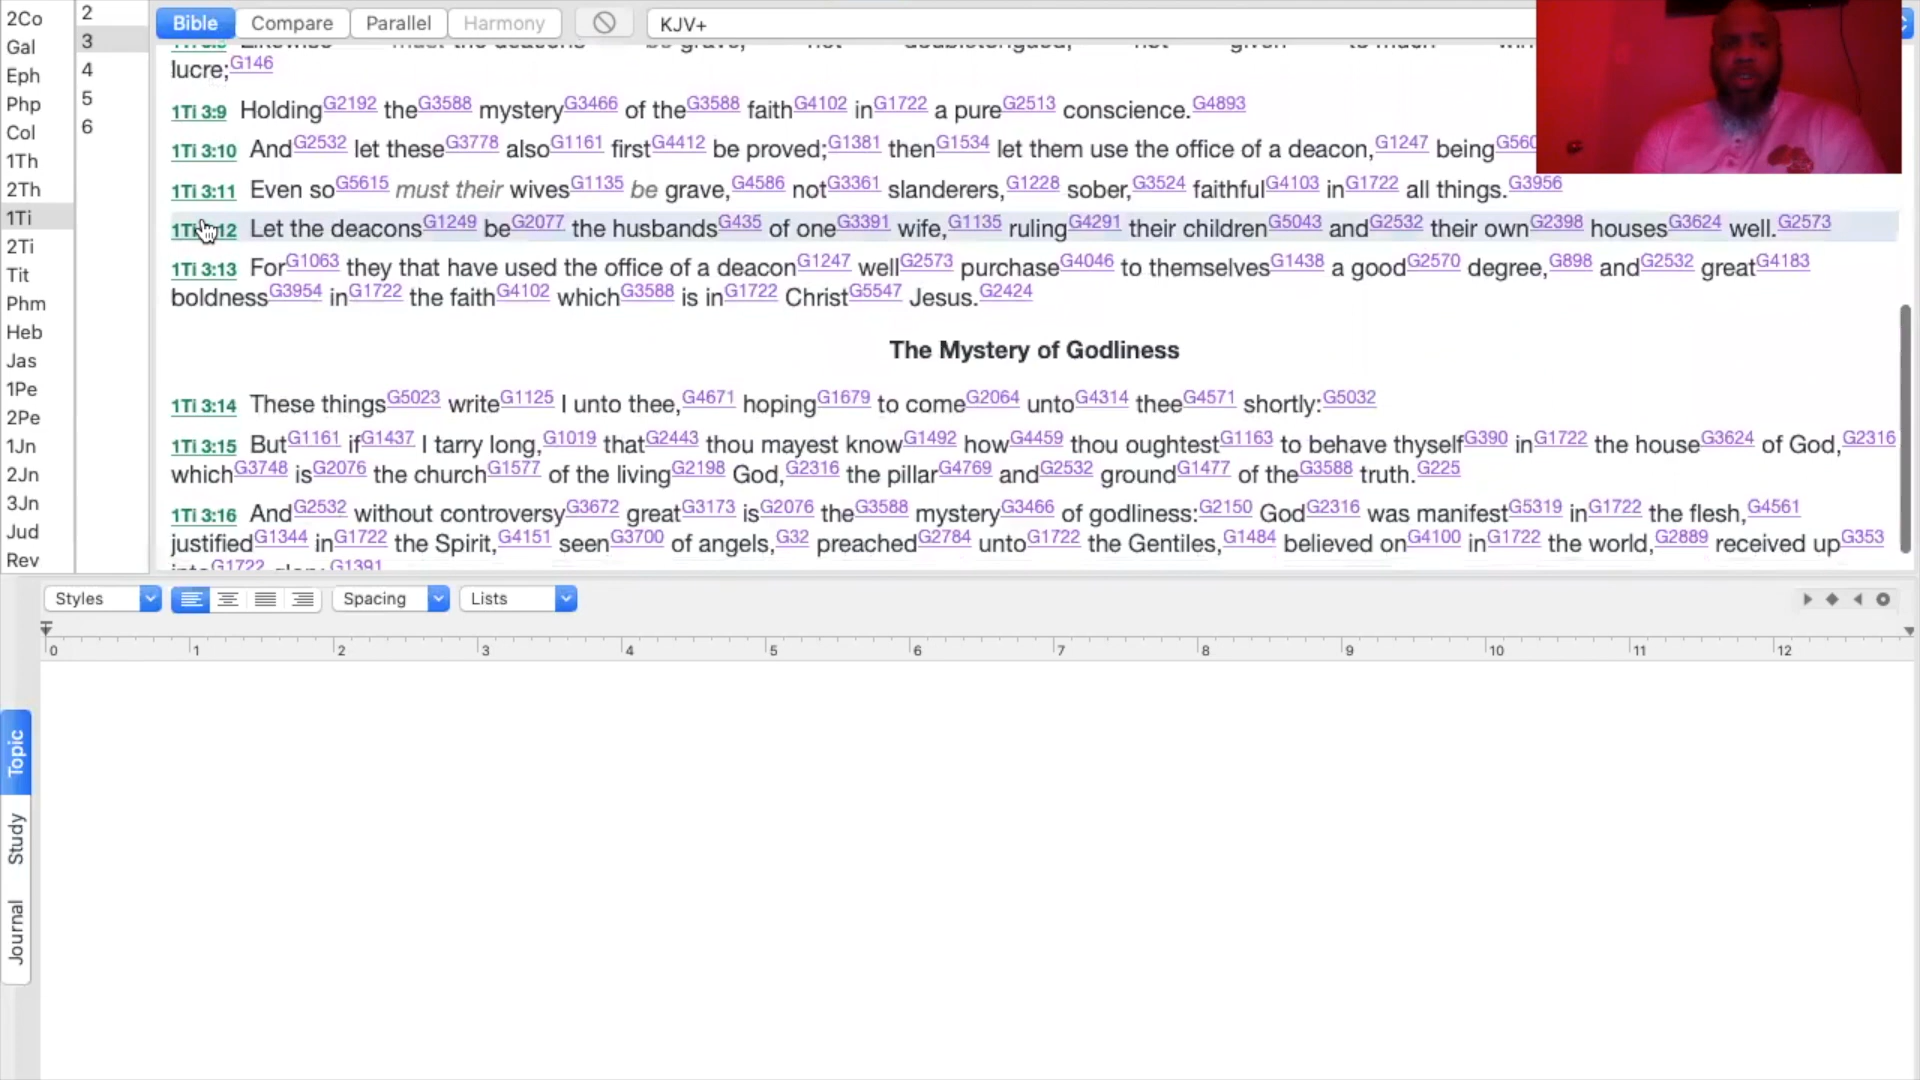 2Co
Gal
Eph
Php
Col
1Th
2Th
1Ti
2Ti
Tit
Phm
Heb
Jas
1Pe
2Pe
1Jn
2Jn
3Jn
Jud
Rev
2
3
4
5
6
Bible Compare Parallel Harmony KJV+
lucre;G146
1Ti 3:9 HoldingG2192 theG3588 mysteryG3466 of theG3588 faithG4102 inG1722 a pureG2513 conscience.G4893
1Ti 3:10 AndG2532 let theseG3778 alsoG1161 firstG4412 be proved;G1381 thenG1534 let them use the office of a deacon,G1247 beingG560
1Ti 3:11 Even soG5615 must their wivesG1135 be grave,G4586 notG3361 slanderers,G1228 sober,G3524 faithfulG4103 inG1722 all things.G3956
12 Let the deaconsG1249 beG2077 the husbandsG435 of oneG3391 wife,G1135 rulingG4291 their childrenG5043 andG2532 their ownG2398 housesG3624 well.G2573
1Ti 3:13 ForG1063 they that have used the office of a deaconG1247 wellG2573 purchaseG4046 to themselvesG1438 a goodG2570 degree,G898 andG2532 greatG4183
boldnessG3954 inG1722 the faithG4102 whichG3588 is inG1722 ChristG5547 Jesus.G2424
The Mystery of Godliness
1Ti 3:14 These thingsG5023 writeG1125 I unto thee,G4671 hopingG1679 to comeG2064 untoG4314 theeG4571 shortly:G5032
1Ti 3:15 ButG1161 ifG1437 I tarry long,G1019 thatG2443 thou mayest knowG1492 howG4459 thou oughtestG1163 to behave thyselfG390 inG1722 the houseG3624 of God,G2316
whichG3748 isG2076 the churchG1577 of the livingG2198 God,G2316 the pillarG4769 andG2532 groundG1477 of theG3588 truth.G225
1Ti 3:16 AndG2532 without controversyG3672 greatG3173 isG2076 theG3588 mysteryG3466 of godliness:G2150 GodG2316 was manifestG5319 inG1722 the flesh,G4561
justifiedG1344 inG1722 the Spirit,G4151 seenG3700 of angels,G32 preachedG2784 untoG1722 the Gentiles,G1484 believed onG4100 inG1722 the world,G2889 received upG353
Styles Spacing Lists
0 1 2 3 4 5 6 7 8 9 10 11 12
Topic
Study
Journal